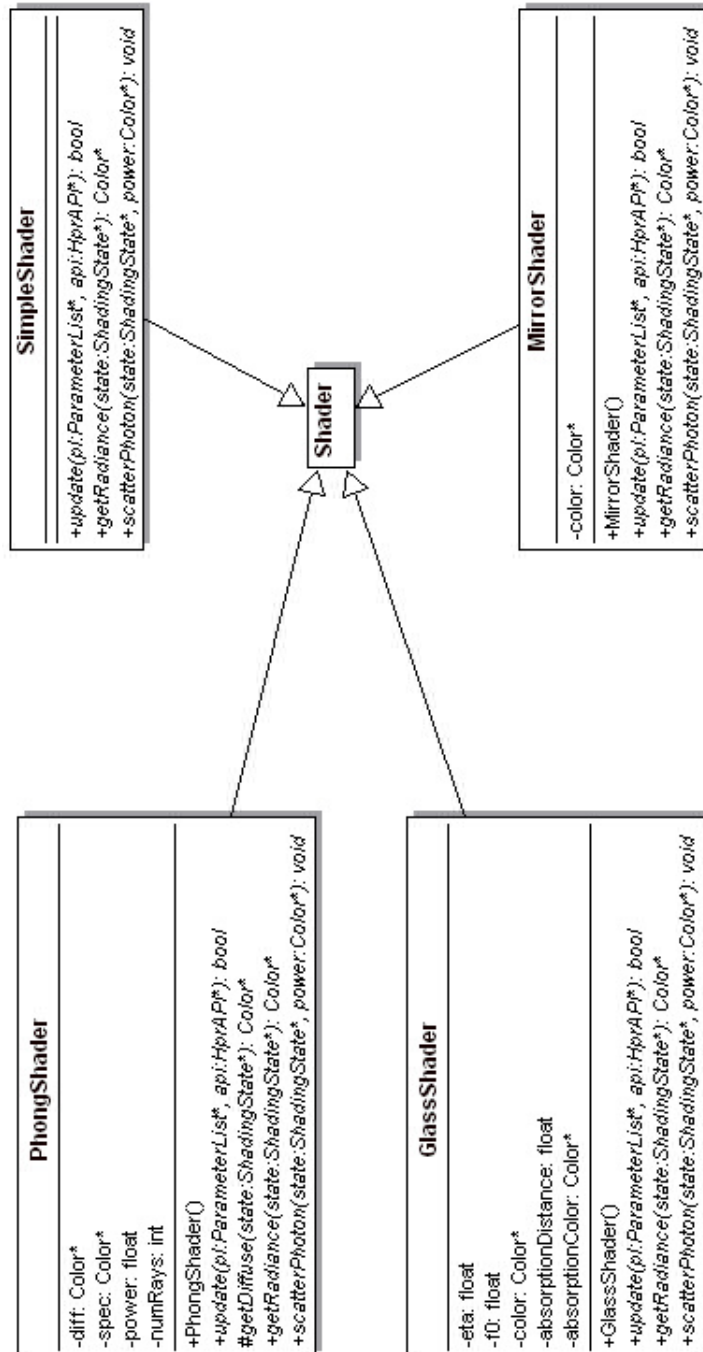 PhongShader
-diff: Color*
-spec: Color*
-power: float
-numRays: int
+PhongShader()
+update(pl:ParameterList*, api:HprAPI*): bool
#getDiffuse(state:ShadingState*): Color*
+getRadiance(state:ShadingState*): Color*
+scatterPhoton(state:ShadingState*, power:Color*): void
SimpleShader
+update(pl:ParameterList*, api:HprAPI*): bool
+getRadiance(state:ShadingState*): Color*
+scatterPhoton(state:ShadingState*, power:Color*): void
Shader
GlassShader
-eta: float
-f0: float
-color: Color*
-absorptionDistance: float
-absorptionColor: Color*
+GlassShader()
+update(pl:ParameterList*, api:HprAPI*): bool
+getRadiance(state:ShadingState*): Color*
+scatterPhoton(state:ShadingState*, power:Color*): void
MirrorShader
-color: Color*
+MirrorShader()
+update(pl:ParameterList*, api:HprAPI*): bool
+getRadiance(state:ShadingState*): Color*
+scatterPhoton(state:ShadingState*, power:Color*): void